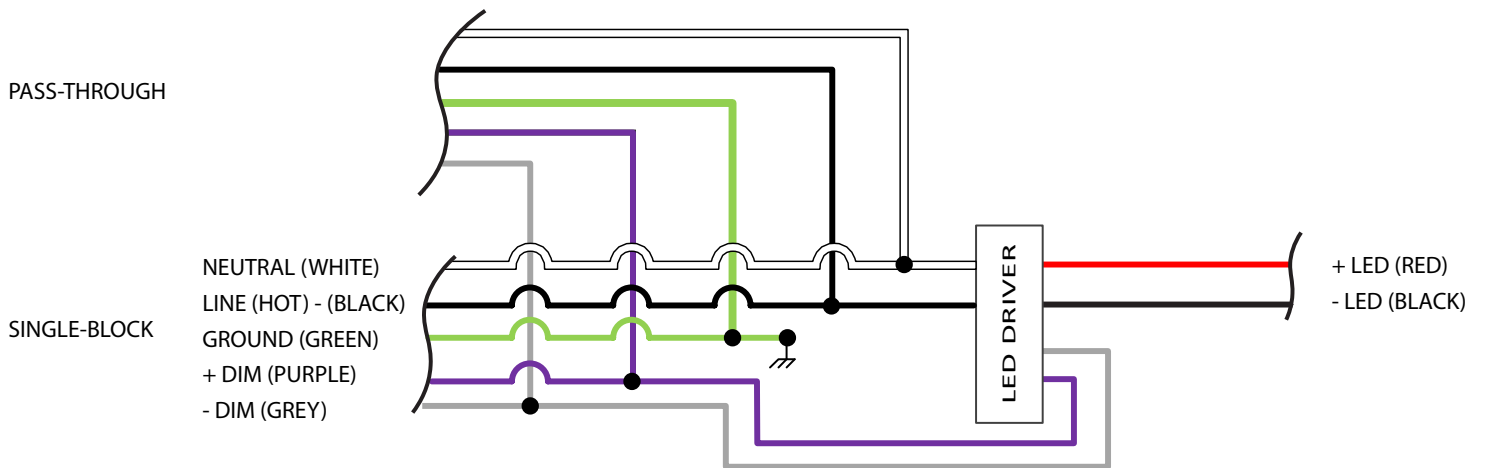 PASS-THROUGH
NEUTRAL (WHITE)
LINE (HOT) - (BLACK)
SINGLE-BLOCK
GROUND (GREEN)
+ DIM (PURPLE)
- DIM (GREY)
LED DRIVER
+ LED (RED)
- LED (BLACK)